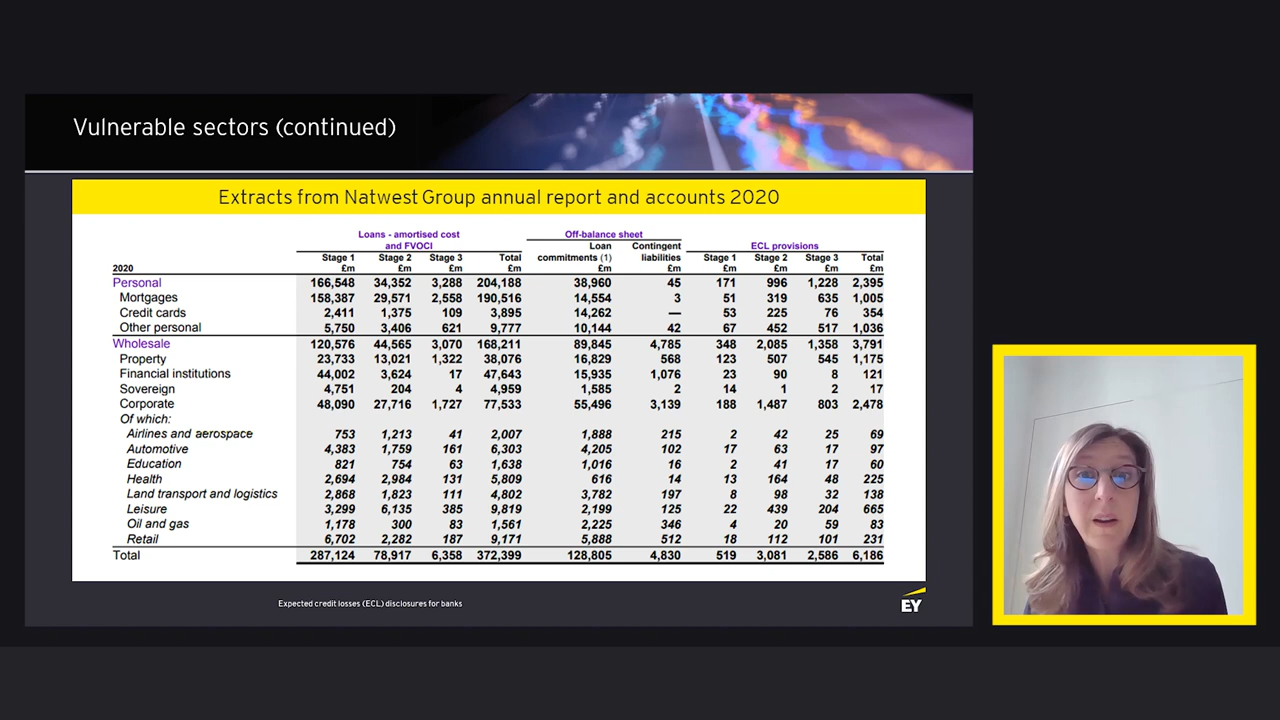 Vulnerable sectors (continued)
Extracts from Natwest Group annual report and accounts 2020
Loans - amortised cost and FVOCI
Off-balance sheet
ECL provisions
Loan Contingent
Stage 1 Stage 2 Stage 3 Total commitments (1) liabilities Stage 1 Stage 2 Stage 3 Total
2020 £m £m £m £m £m £m £m £m £m £m
Personal 166,548 34,352 3,288 204,188 38,960 45 171 996 1,228 2,395
Mortgages 158,387 29,571 2,558 190,516 14,554 3 51 319 635 1,005
Credit cards 2,411 1,375 109 3,895 14,262 — 53 225 76 354
Other personal 5,750 3,406 621 9,777 10,144 42 67 452 517 1,036
Wholesale 120,576 44,565 3,070 168,211 89,845 4,785 348 2,085 1,358 3,791
Property 23,733 13,021 1,322 38,076 16,829 568 123 507 545 1,175
Financial institutions 44,002 3,624 17 47,643 15,935 1,076 23 90 8 121
Sovereign 4,751 204 4 4,959 1,585 2 14 1 2 17
Corporate 48,090 27,716 1,727 77,533 55,496 3,139 188 1,487 803 2,478
Of which:
Airlines and aerospace 753 1,213 41 2,007 1,888 215 2 42 25 69
Automotive 4,383 1,759 161 6,303 4,205 102 17 63 17 97
Education 821 754 63 1,638 1,016 16 2 41 17 60
Health 2,694 2,984 131 5,809 616 14 13 164 48 225
Land transport and logistics 2,868 1,823 111 4,802 3,782 197 8 98 32 138
Leisure 3,299 6,135 385 9,819 2,199 125 22 439 204 665
Oil and gas 1,178 300 83 1,561 2,225 346 4 20 59 83
Retail 6,702 2,282 187 9,171 5,888 512 18 112 101 231
Total 287,124 78,917 6,358 372,399 128,805 4,830 519 3,081 2,586 6,186
Expected credit losses (ECL) disclosures for banks
EY